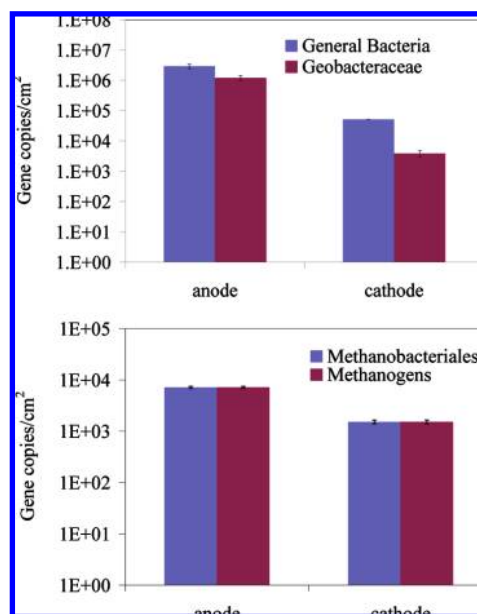 1.E+08
1.E+07
1.E+06
1.E+05
1.E+04
1.E+03
1.E+02
1.E+01
1.E+00
Gene copies/cm²
General Bacteria
Geobacteraceae
anode cathode
1E+05
1E+04
1E+03
1E+02
1E+01
1E+00
Gene copies/cm²
Methanobacteriales
Methanogens
anode cathode